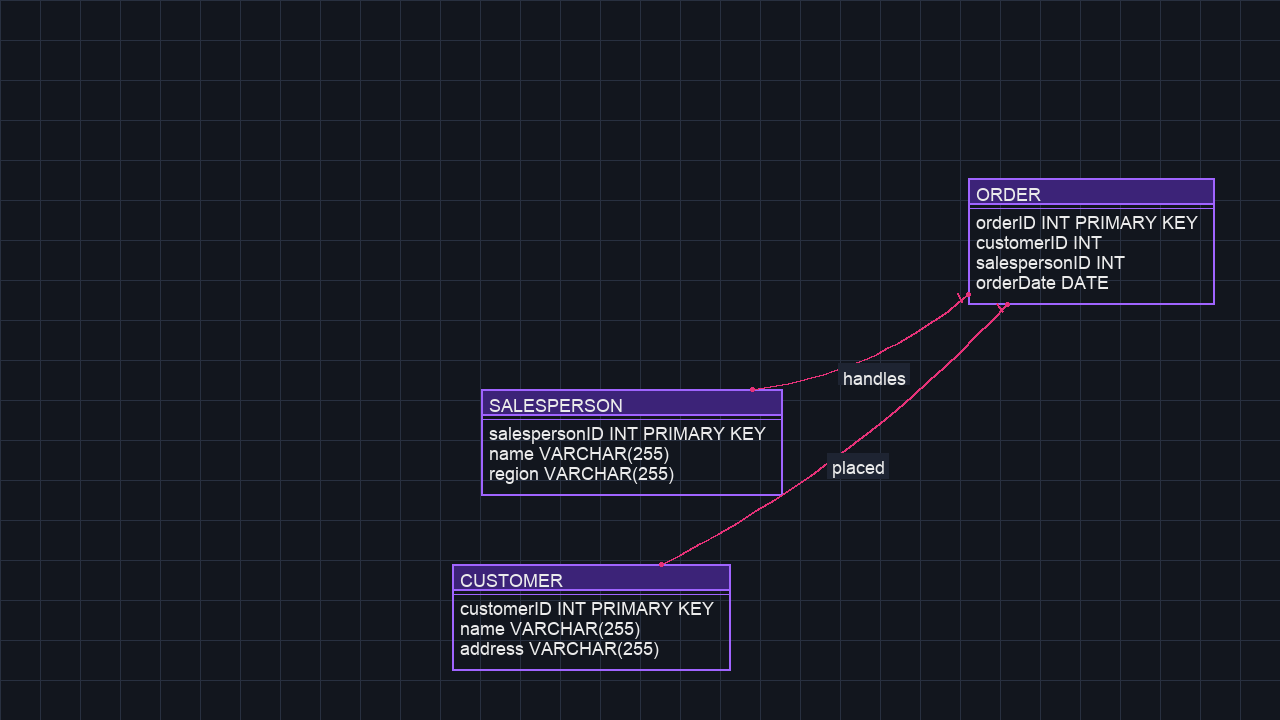 ORDER
orderID INT PRIMARY KEY
customerID INT
salespersonID INT
orderDate DATE
handles
SALESPERSON
salespersonID INT PRIMARY KEY
name VARCHAR(255)
region VARCHAR(255)
placed
CUSTOMER
customerID INT PRIMARY KEY
name VARCHAR(255)
address VARCHAR(255)